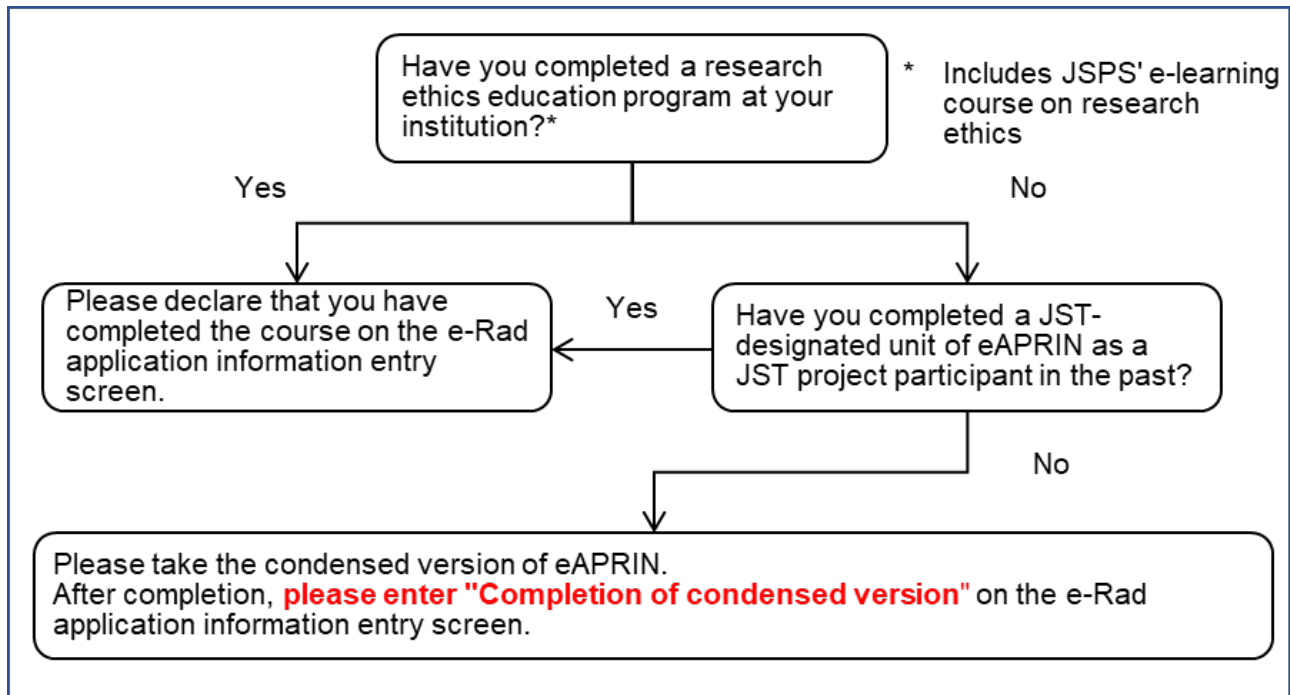 Have you completed a research
ethics education program at your
institution?*
* Includes JSPS' e-learning
course on research
ethics
Yes
No
Please declare that you have
completed the course on the e-Rad
application information entry
screen.
Yes
Have you completed a JST-
designated unit of eAPRIN as a
JST project participant in the past?
No
Please take the condensed version of eAPRIN.
After completion, please enter "Completion of condensed version" on the e-Rad
application information entry screen.